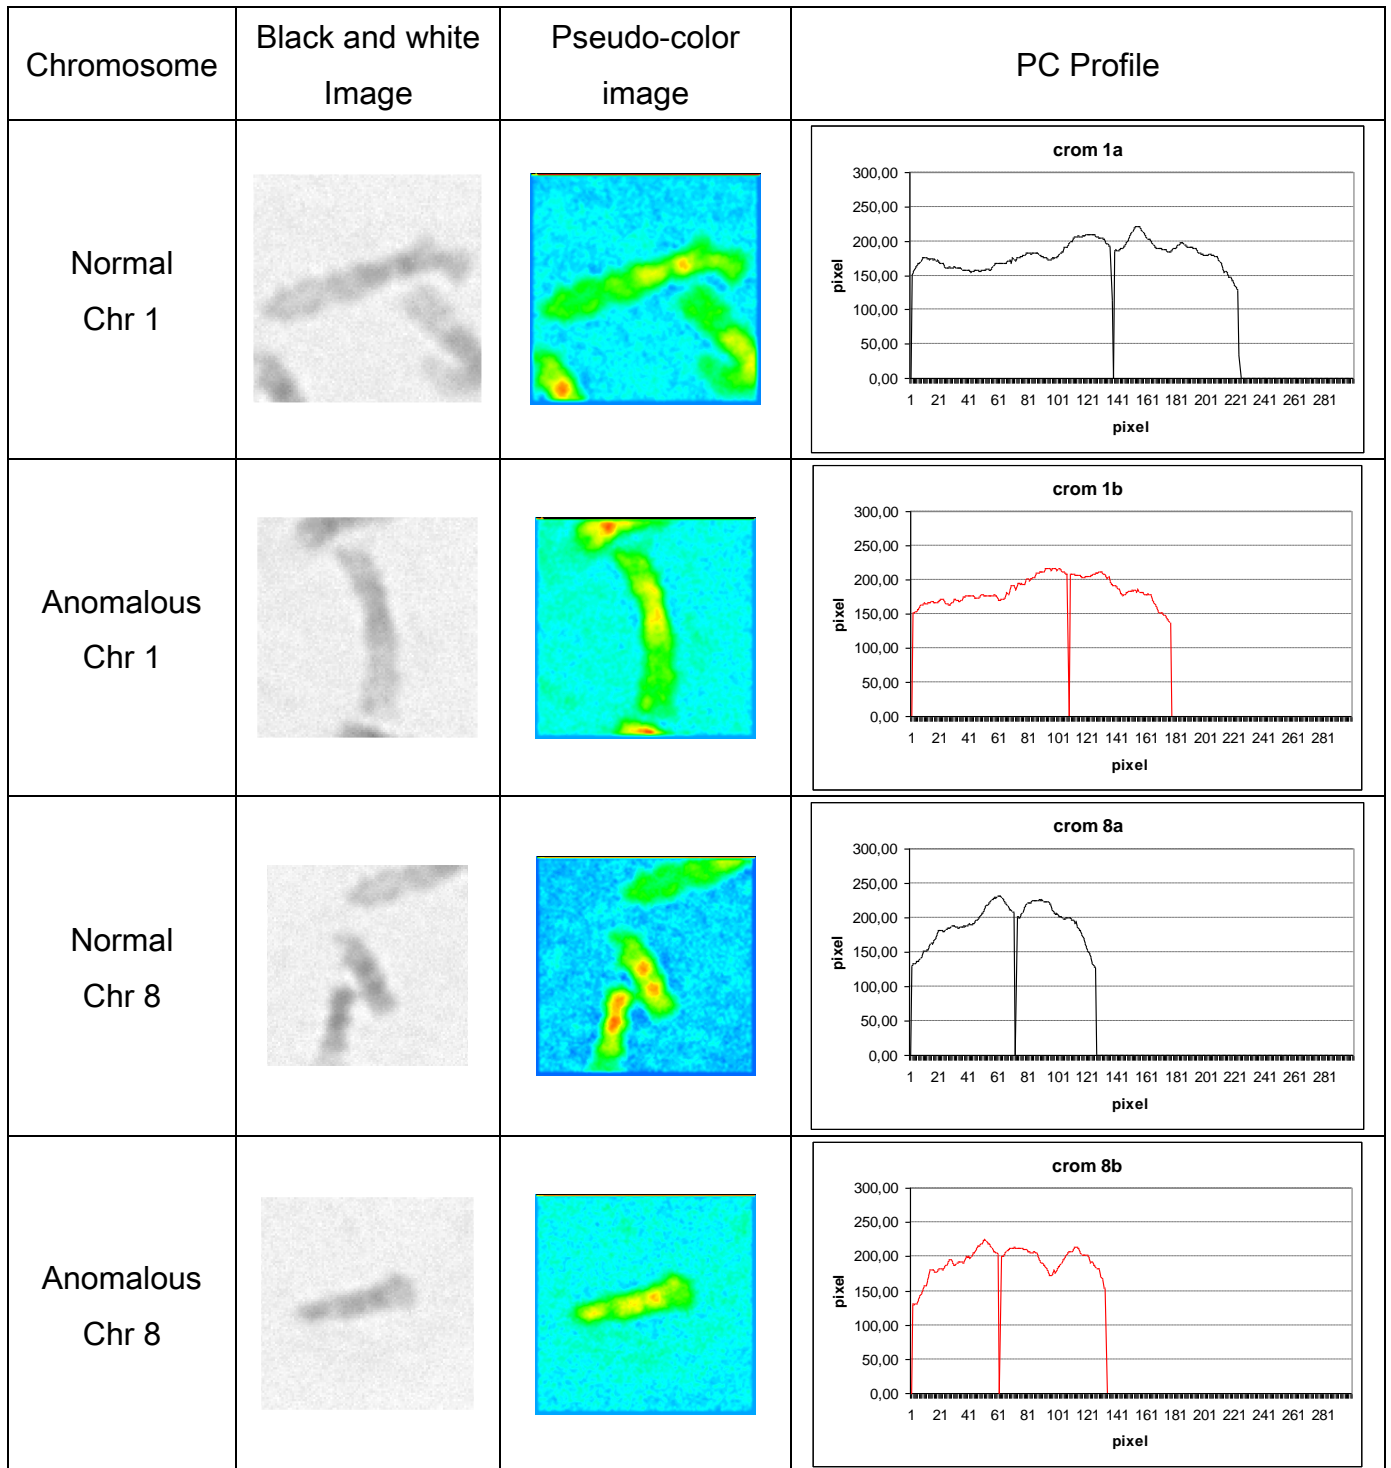 Chromosome
Black and white
Image
Pseudo-color
image
PC Profile
Normal
Chr 1
crom 1a
300,00
250,00
200,00
150,00
100,00
50,00
0,00
pixel
1 21 41 61 81 101 121 141 161 181 201 221 241 261 281
pixel
Anomalous
Chr 1
crom 1b
300,00
250,00
200,00
150,00
100,00
50,00
0,00
pixel
1 21 41 61 81 101 121 141 161 181 201 221 241 261 281
pixel
Normal
Chr 8
crom 8a
300,00
250,00
200,00
150,00
100,00
50,00
0,00
pixel
1 21 41 61 81 101 121 141 161 181 201 221 241 261 281
pixel
Anomalous
Chr 8
crom 8b
300,00
250,00
200,00
150,00
100,00
50,00
0,00
pixel
1 21 41 61 81 101 121 141 161 181 201 221 241 261 281
pixel